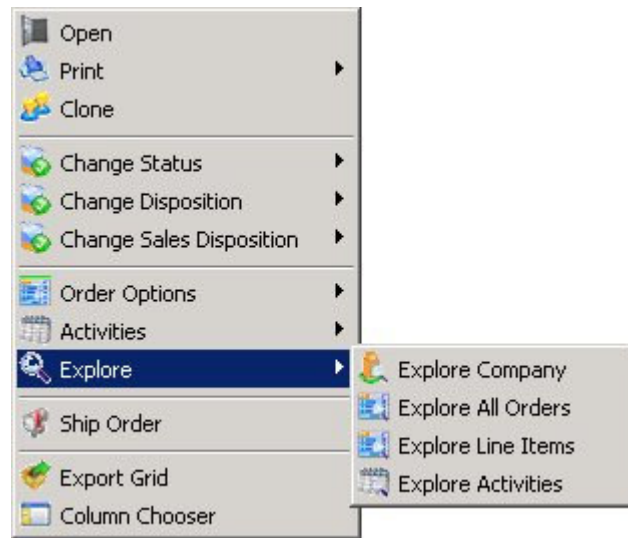 Open
Print
Clone
Change Status
Change Disposition
Change Sales Disposition
Order Options
Activities
Explore
Explore Company
Explore All Orders
Explore Line Items
Explore Activities
Ship Order
Export Grid
Column Chooser